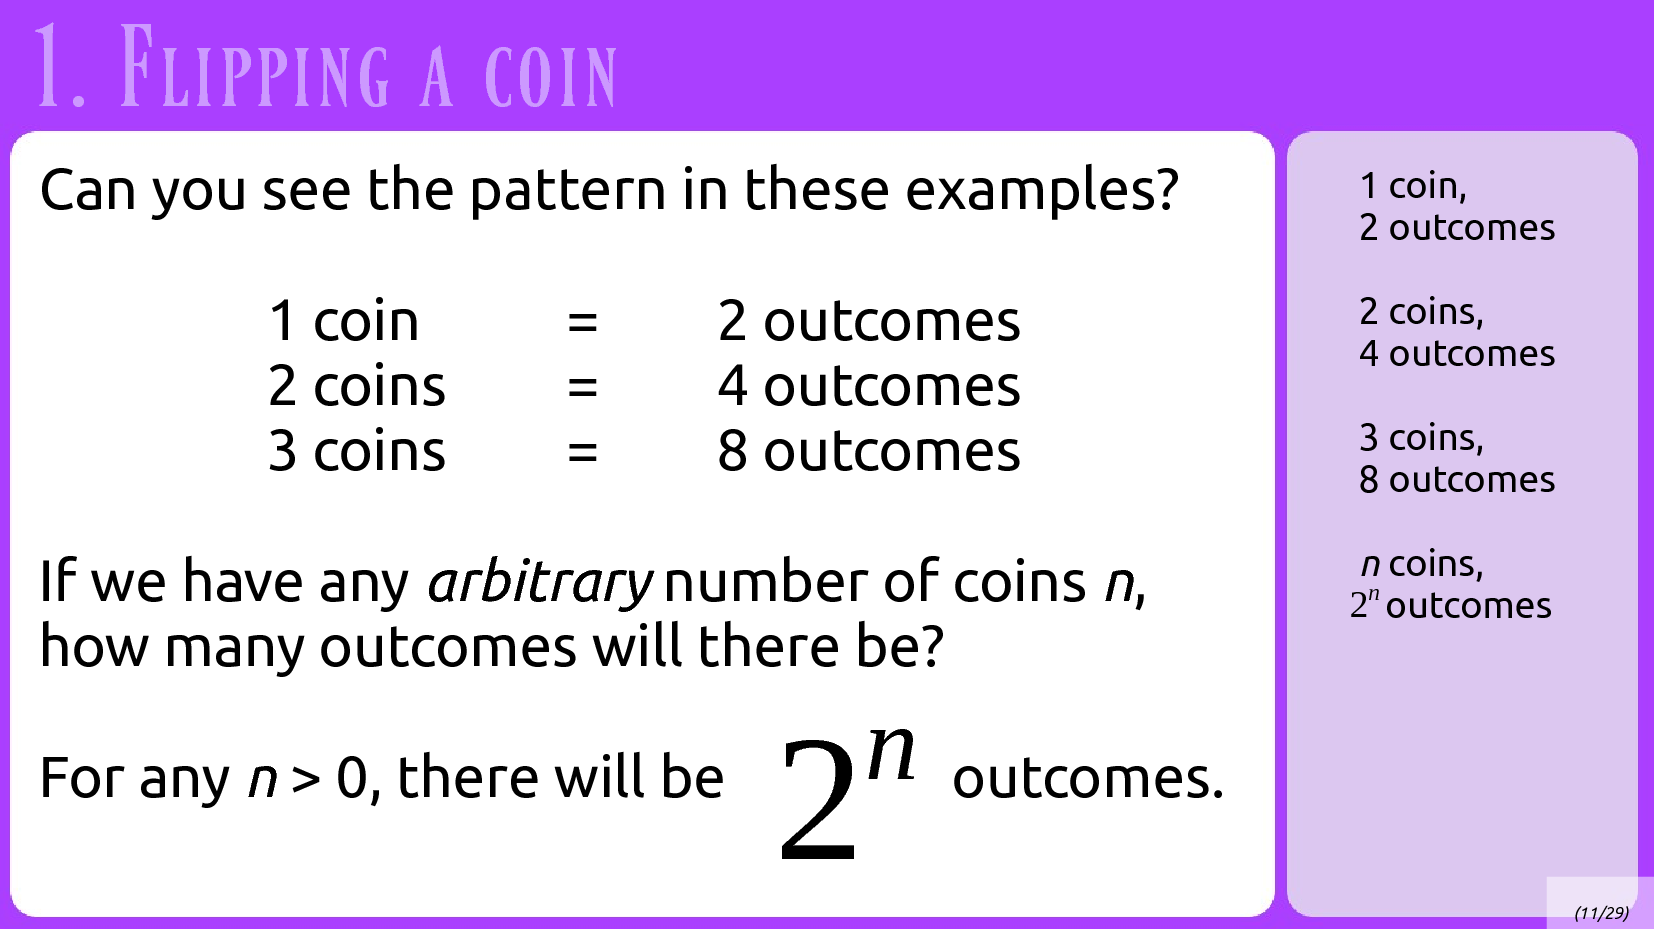 1. Flipping a coin
Can you see the pattern in these examples?
1 coin = 2 outcomes
2 coins = 4 outcomes
3 coins = 8 outcomes
If we have any arbitrary number of coins n,
how many outcomes will there be?
For any n > 0, there will be 2ⁿ outcomes.
1 coin,
2 outcomes
2 coins,
4 outcomes
3 coins,
8 outcomes
n coins,
2ⁿ outcomes
(11/29)